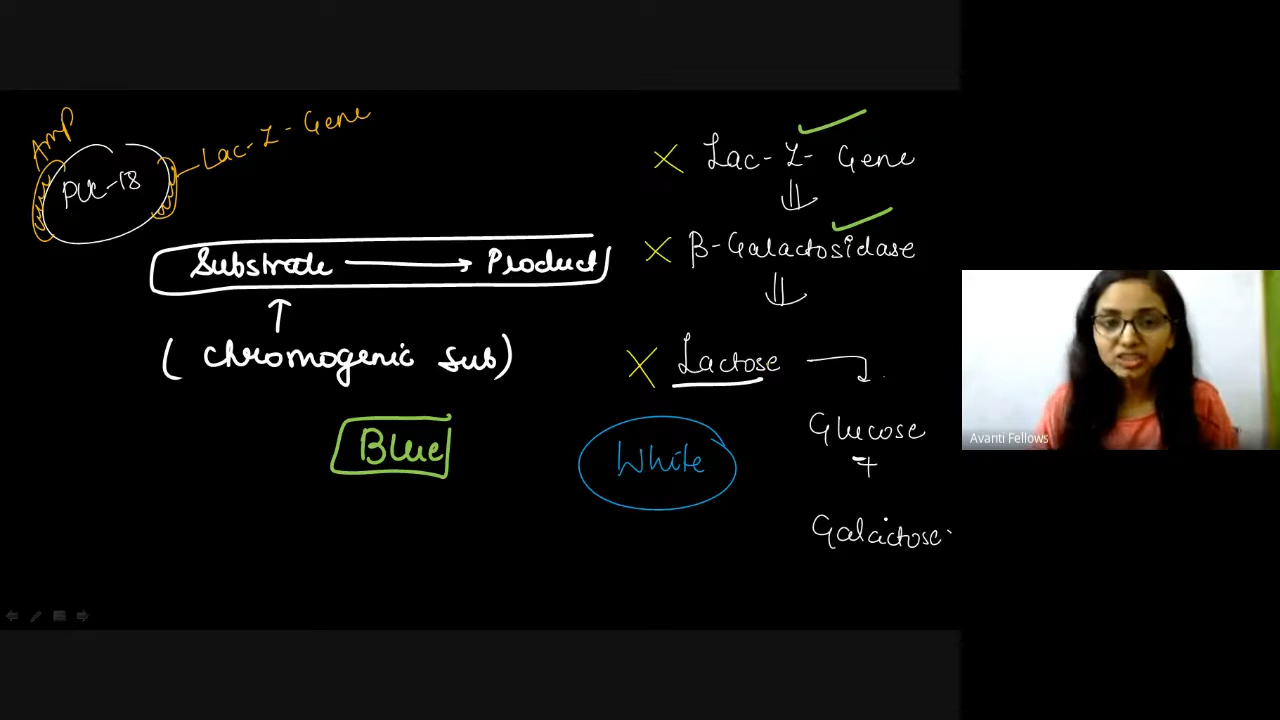 Amp
Lac-Z-Gene
PUC-18
Substrate → Product
(chromogenic sub)
Blue
X Lac-Z-Gene
X β-Galactosidase
X Lactose
White
Glucose
+
Galactose
Avanti Fellows